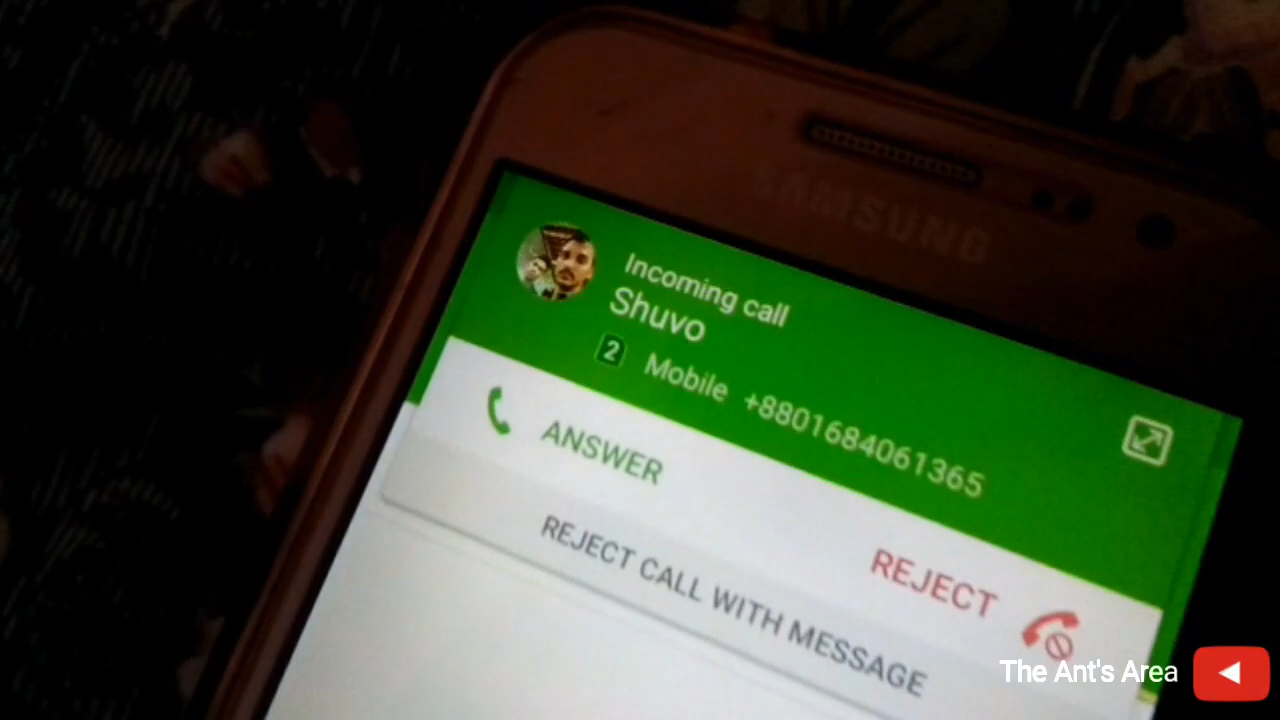 SAMSUNG
Incoming call
Shuvo
2 Mobile +8801684061365
ANSWER
REJECT
REJECT CALL WITH MESSAGE
The Ant's Area